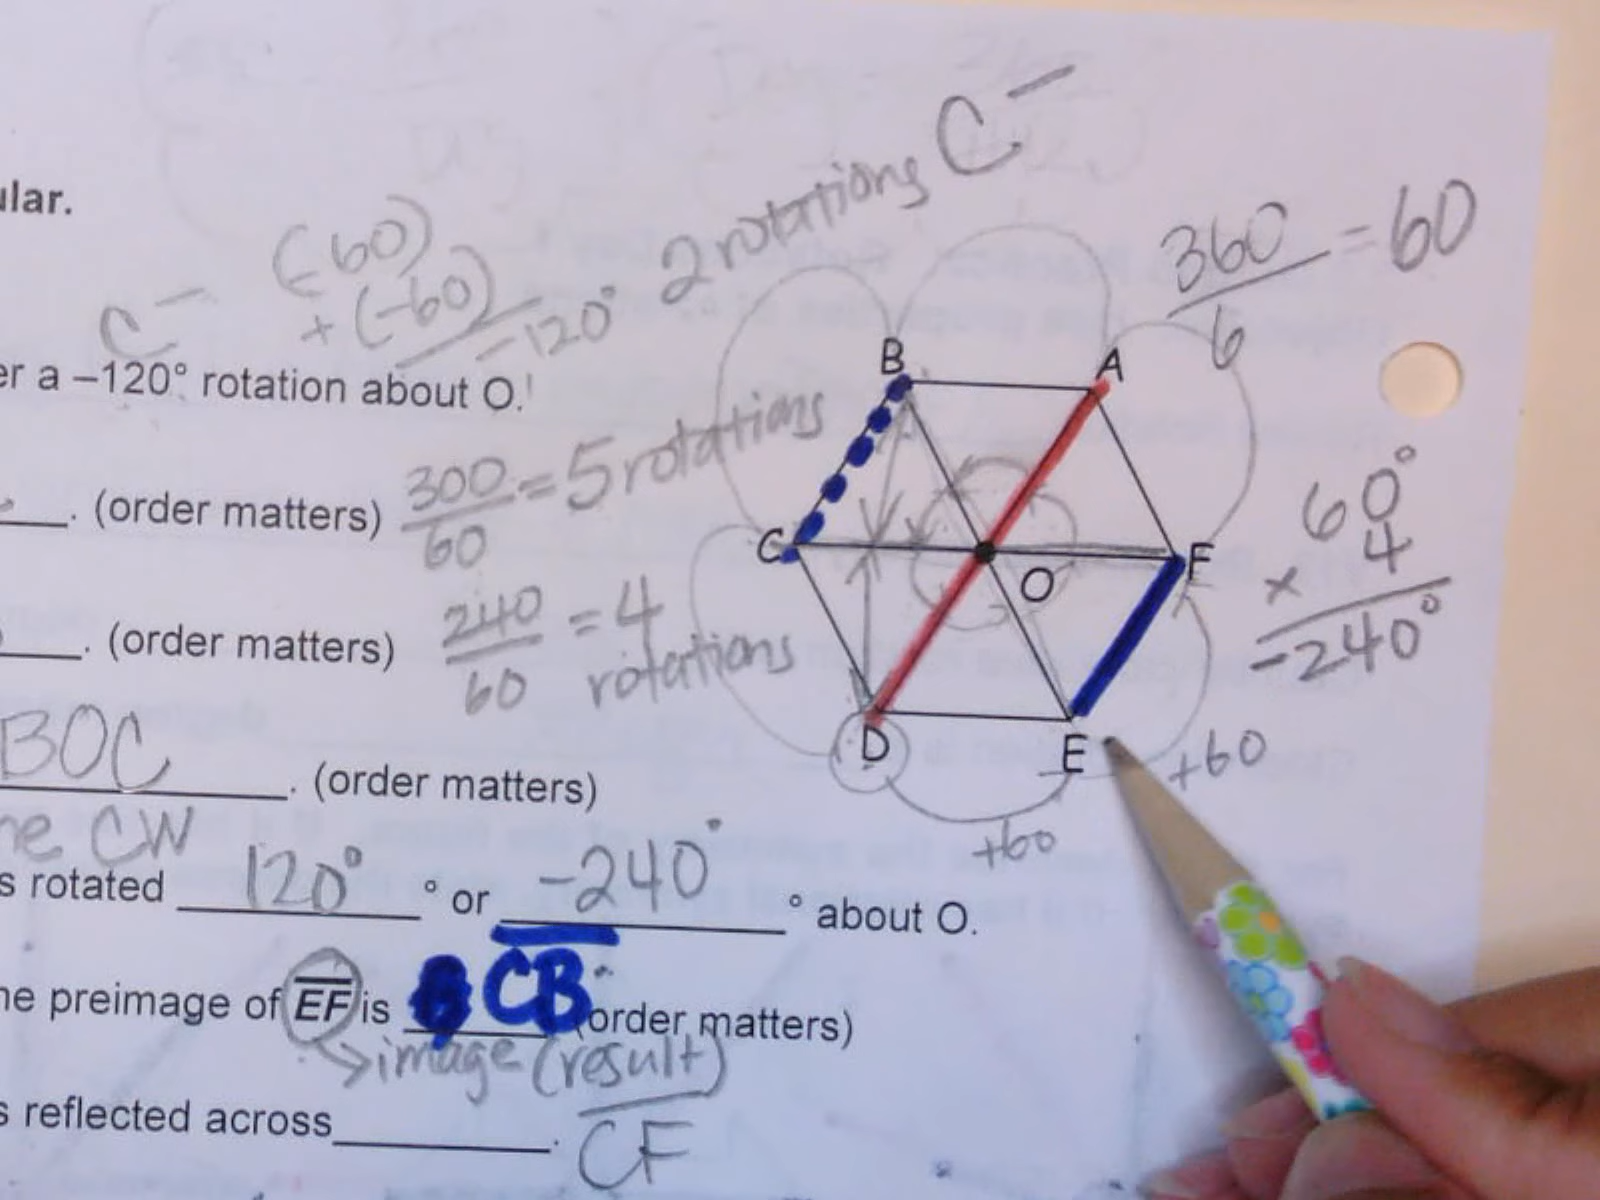 ular.
C –
(-60)
+ (-60)
-120°
2 rotations C –
360/6 = 60
er a –120° rotation about O.
. (order matters)
300/60 = 5 rotations
. (order matters)
240/60 = 4 rotations
B
A
C
F
O
D
E
60°
× 4
-240°
+60
+60
BOC . (order matters)
ne CW
s rotated 120° ° or -240° ° about O.
he preimage of EF is CB order matters)
image (result)
s reflected across .
CF